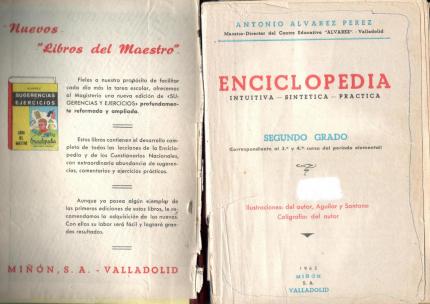 Nuevos
"Libros del Maestro"
SUGERENCIAS
EJERCICIOS
Fieles a nuestro propósito de facilitar
cada día más la tarea escolar, ofrecemos
al Magisterio una nueva edición de «SU-
GERENCIAS Y EJERCICIOS» profundamen-
te reformada y ampliada.
Estos libros contienen el desarrollo com-
pleto de todas las lecciones de la Enciclo-
pedia y de los Cuestionarios Nacionales,
con extraordinaria abundancia de sugeren-
cias, comentarios y ejercicios prácticos.
Aunque ya posea algún ejemplar de
las primeras ediciones de estos libros, le re-
comendamos la adquisición de los nuevos.
Con ellos su labor será fácil y logrará gran-
des resultados.
MIÑÓN, S. A. - VALLADOLID
ANTONIO ALVAREZ PEREZ
Maestro-Director del Centro Educativo "ALVAREZ" - Valladolid
ENCICLOPEDIA
INTUITIVA — SINTETICA — PRACTICA
SEGUNDO GRADO
(Correspondiente al 3.º y 4.º curso del período elemental)
Ilustraciones: del autor, Aguilar y Santana
Caligrafía: del autor
1962
MIÑÓN
S. A.
VALLADOLID